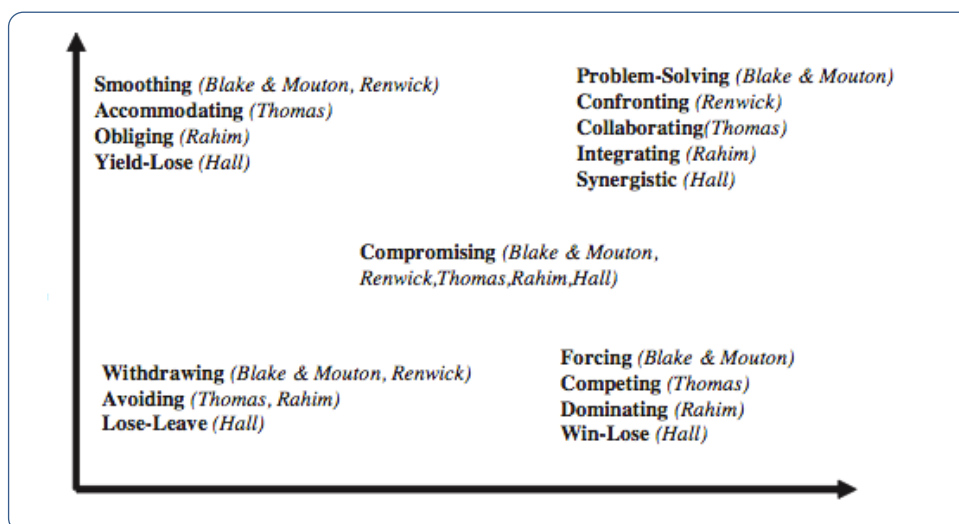 Smoothing (Blake & Mouton, Renwick)
Accommodating (Thomas)
Obliging (Rahim)
Yield-Lose (Hall)
Problem-Solving (Blake & Mouton)
Confronting (Renwick)
Collaborating(Thomas)
Integrating (Rahim)
Synergistic (Hall)
Compromising (Blake & Mouton,
Renwick,Thomas,Rahim,Hall)
Withdrawing (Blake & Mouton, Renwick)
Avoiding (Thomas, Rahim)
Lose-Leave (Hall)
Forcing (Blake & Mouton)
Competing (Thomas)
Dominating (Rahim)
Win-Lose (Hall)